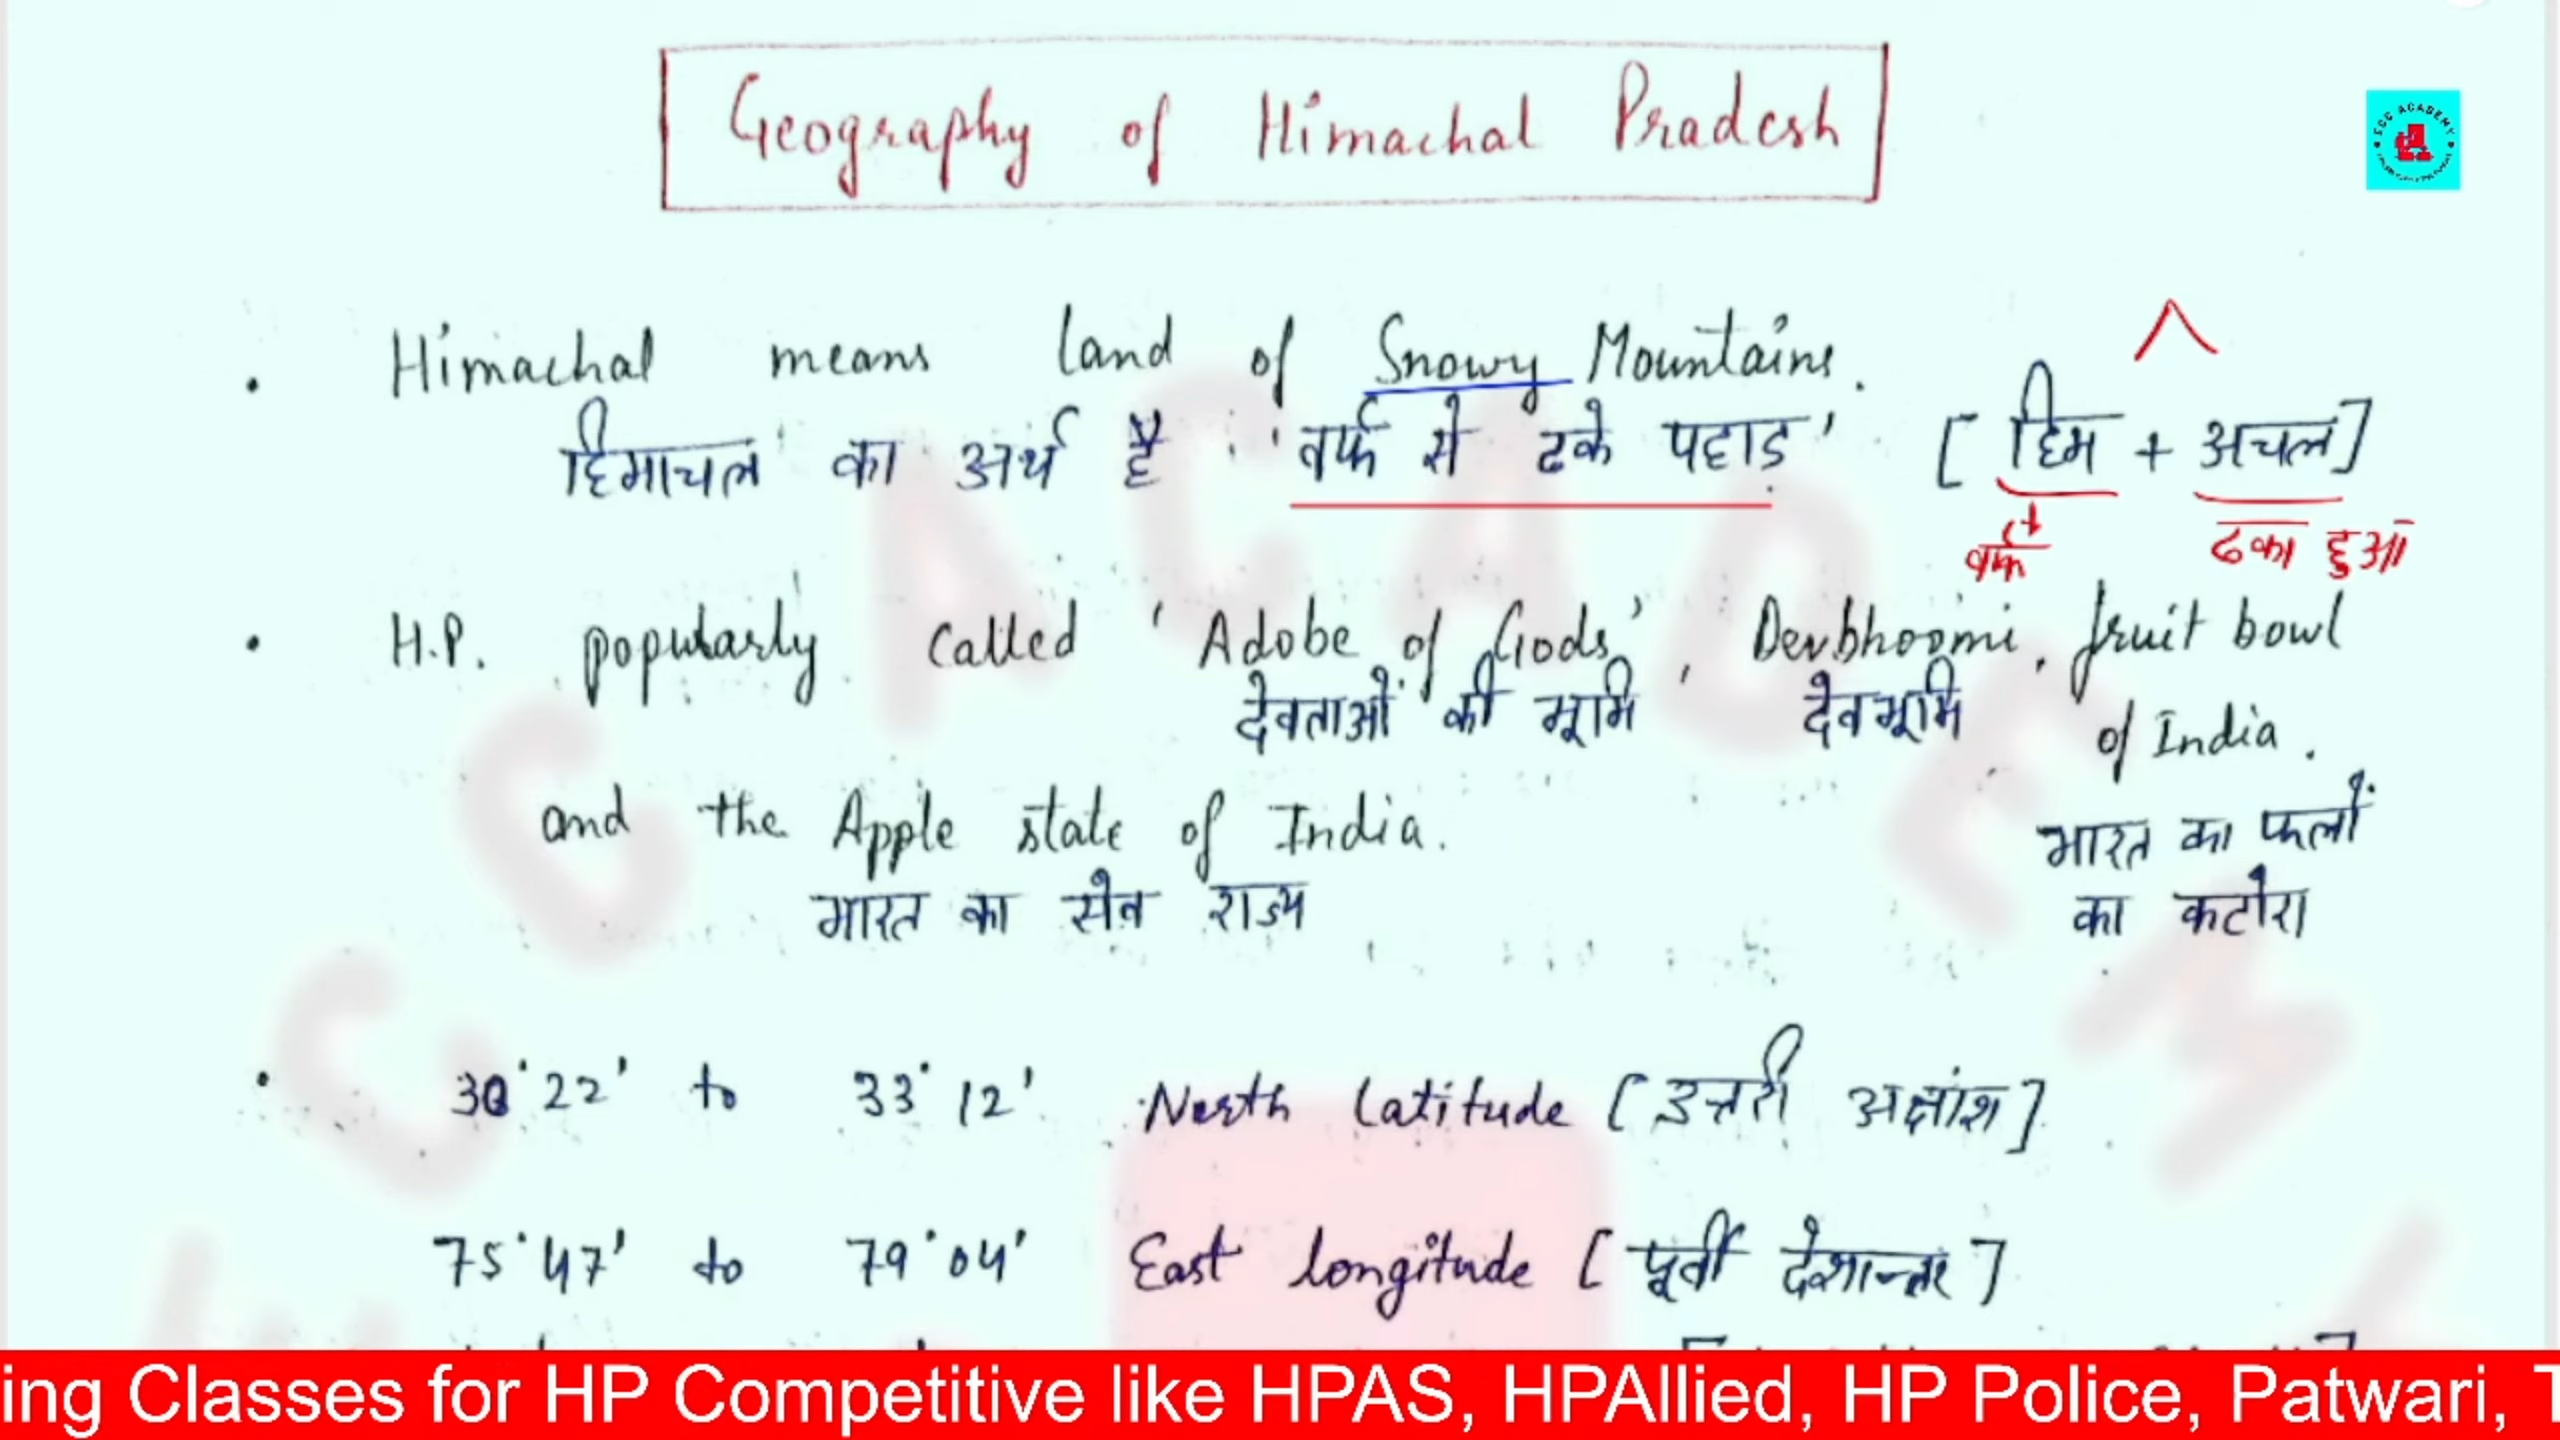 Geography of Himachal Pradesh
ECC ACADEMY
. Himachal means land of Snowy Mountains.
हिमाचल का अर्थ है 'बर्फ से ढके पहाड' [हिम + अचल]
बर्फ ढका हुआ
. H.P. popularly called 'Adobe of Gods', Devbhoomi, fruit bowl
देवताओं की भूमि देवभूमि of India.
and the Apple state of India. भारत का फलों
भारत का सेब राज्य का कटोरा
. 30°22' to 33°12' North latitude [उत्तरी अक्षांश]
75°47' to 79°04' East longitude [पूर्वी देशान्तर]
ing Classes for HP Competitive like HPAS, HPAllied, HP Police, Patwari, T